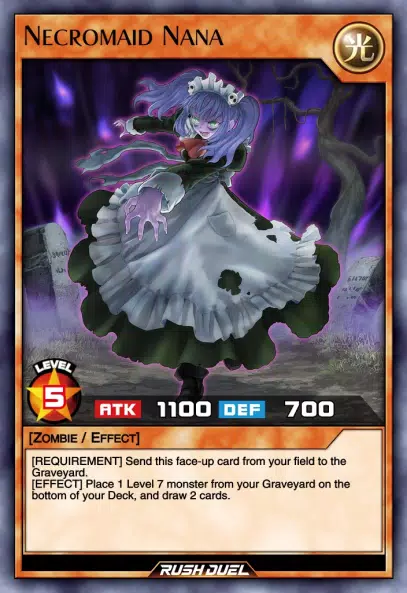 Necromaid Nana
光
LEVEL
5
ATK 1100 DEF 700
[Zombie / Effect]
[REQUIREMENT] Send this face-up card from your field to the
Graveyard.
[EFFECT] Place 1 Level 7 monster from your Graveyard on the
bottom of your Deck, and draw 2 cards.
RUSH DUEL